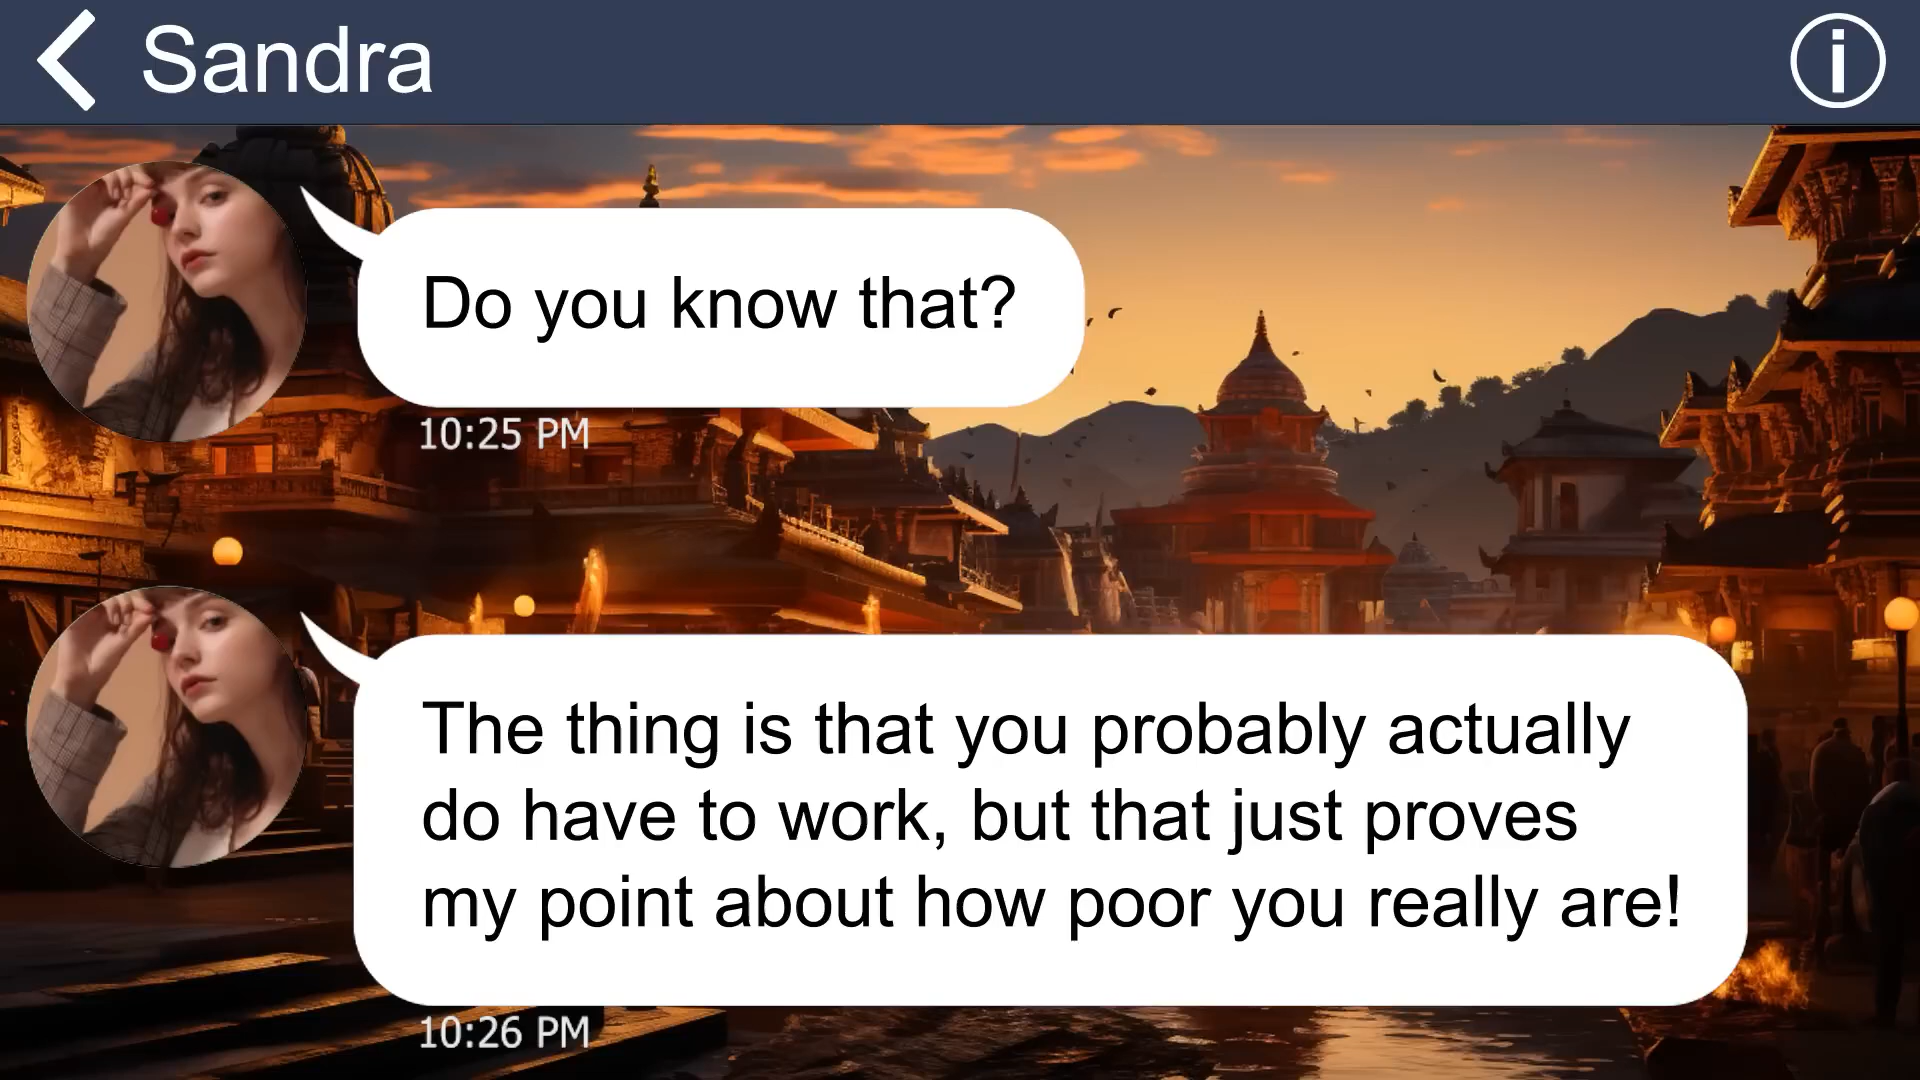 Sandra
Do you know that?
10:25 PM
The thing is that you probably actually
do have to work, but that just proves
my point about how poor you really are!
10:26 PM